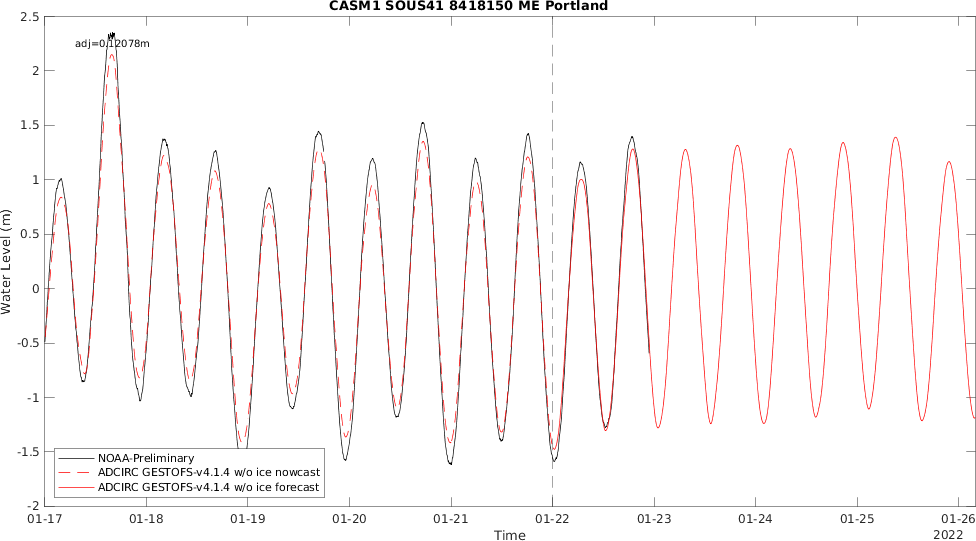 CASM1 SOUS41 8418150 ME Portland
adj=0.12078m
Water Level (m)
2.5
2
1.5
1
0.5
0
-0.5
-1
-1.5
-2
NOAA-Preliminary
ADCIRC GESTOFS-v4.1.4 w/o ice nowcast
ADCIRC GESTOFS-v4.1.4 w/o ice forecast
01-17 01-18 01-19 01-20 01-21 01-22 01-23 01-24 01-25 01-26
Time
2022